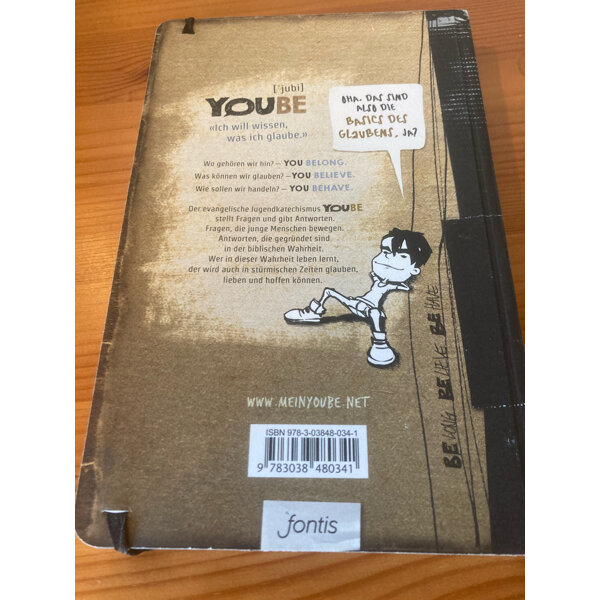 ['jubi]
YOUBE
«Ich will wissen,
was ich glaube.»
OHA. DAS SIND
ALSO DIE
BASICS DES
GLAUBENS, JA?
Wo gehören wir hin? – YOU BELONG.
Was können wir glauben? – YOU BELIEVE.
Wie sollen wir handeln? – YOU BEHAVE.
Der evangelische Jugendkatechismus YOUBE
stellt Fragen und gibt Antworten.
Fragen, die junge Menschen bewegen.
Antworten, die gegründet sind
in der biblischen Wahrheit.
Wer in dieser Wahrheit leben lernt,
der wird auch in stürmischen Zeiten glauben,
lieben und hoffen können.
BELONG BELIEVE BEHAVE
WWW.MEINYOUBE.NET
ISBN 978-3-03848-034-1
9 783038 480341
fontis